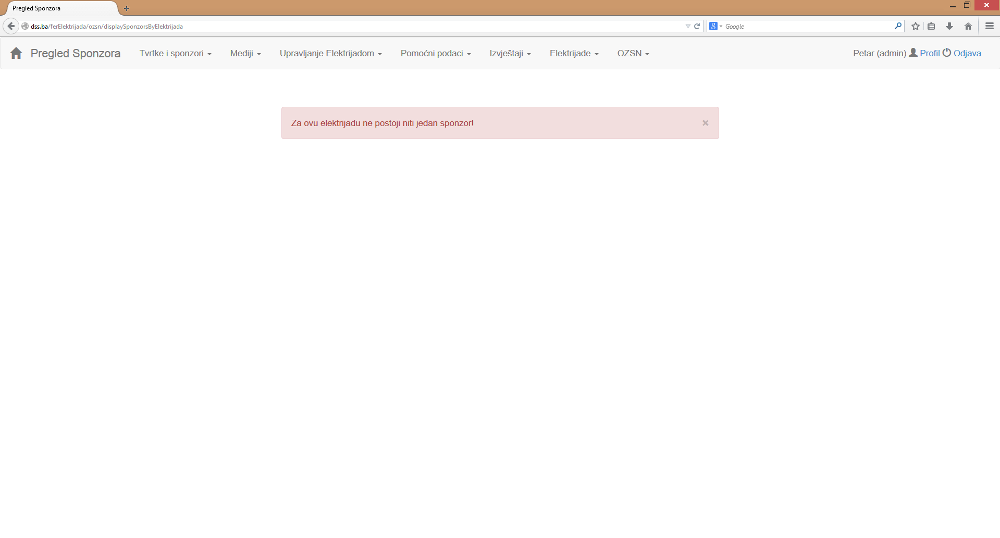 Pregled Sponzora
dss.ba/ferElektrijada/ozsn/displaySponzorsByElektrijada
Google
Pregled Sponzora Tvrtke i sponzori Mediji Upravljanje Elektrijadom Pomoćni podaci Izvještaji Elektrijade OZSN Petar (admin) Profil Odjava
Za ovu elektrijadu ne postoji niti jedan sponzor!